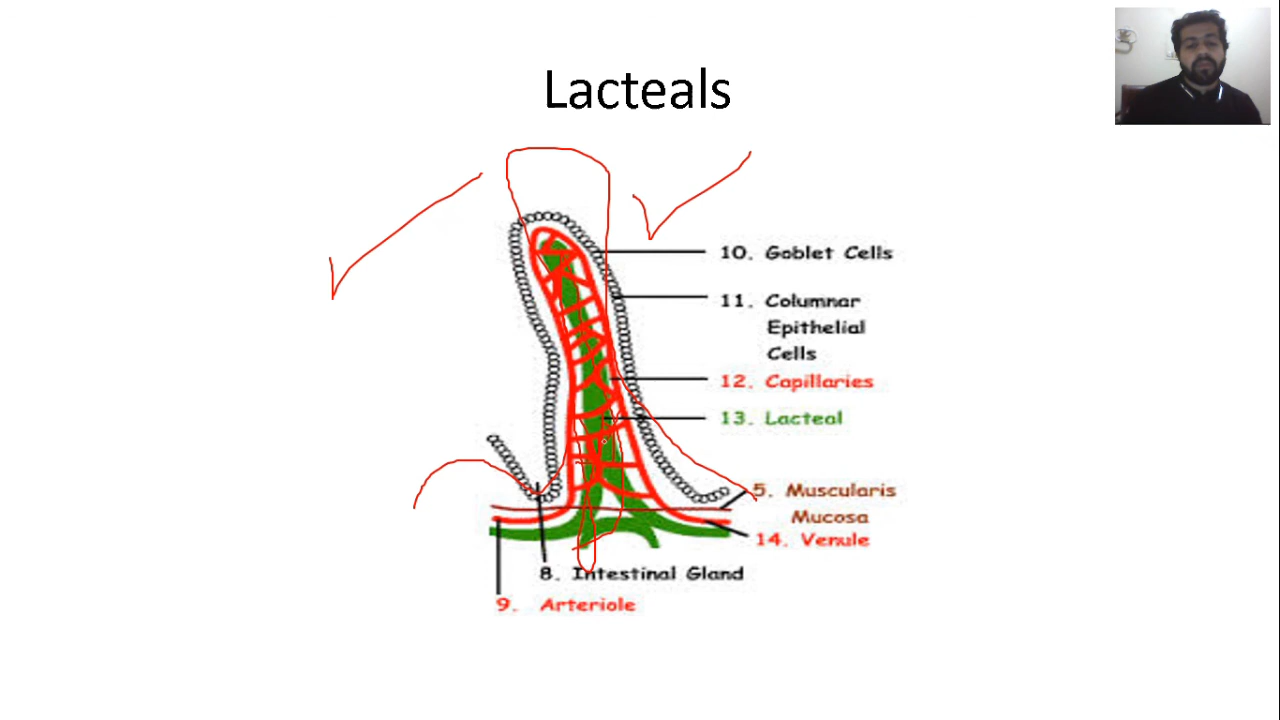 Lacteals
10. Goblet Cells
11. Columnar
Epithelial
Cells
12. Capillaries
13. Lacteal
5. Muscularis
Mucosa
14. Venule
8. Intestinal Gland
9. Arteriole